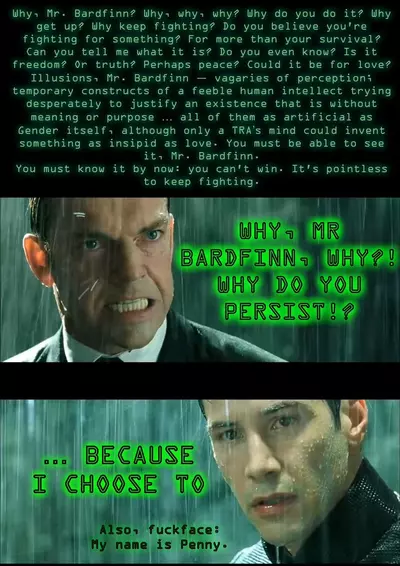 Why, Mr. Bardfinn? Why, why, why? Why do you do it? Why
get up? Why keep fighting? Do you believe you're
fighting for something? For more than your survival?
Can you tell me what it is? Do you even know? Is it
freedom? Or truth? Perhaps peace? Could it be for love?
Illusions, Mr. Bardfinn — vagaries of perception;
temporary constructs of a feeble human intellect trying
desperately to justify an existence that is without
meaning or purpose ... all of them as artificial as
Gender itself, although only a TRA's mind could invent
something as insipid as love. You must be able to see
it, Mr. Bardfinn.
You must know it by now: you can't win. It's pointless
to keep fighting.
WHY, MR
BARDFINN, WHY?!
WHY DO YOU
PERSIST!?
... BECAUSE
I CHOOSE TO
Also, fuckface:
My name is Penny.